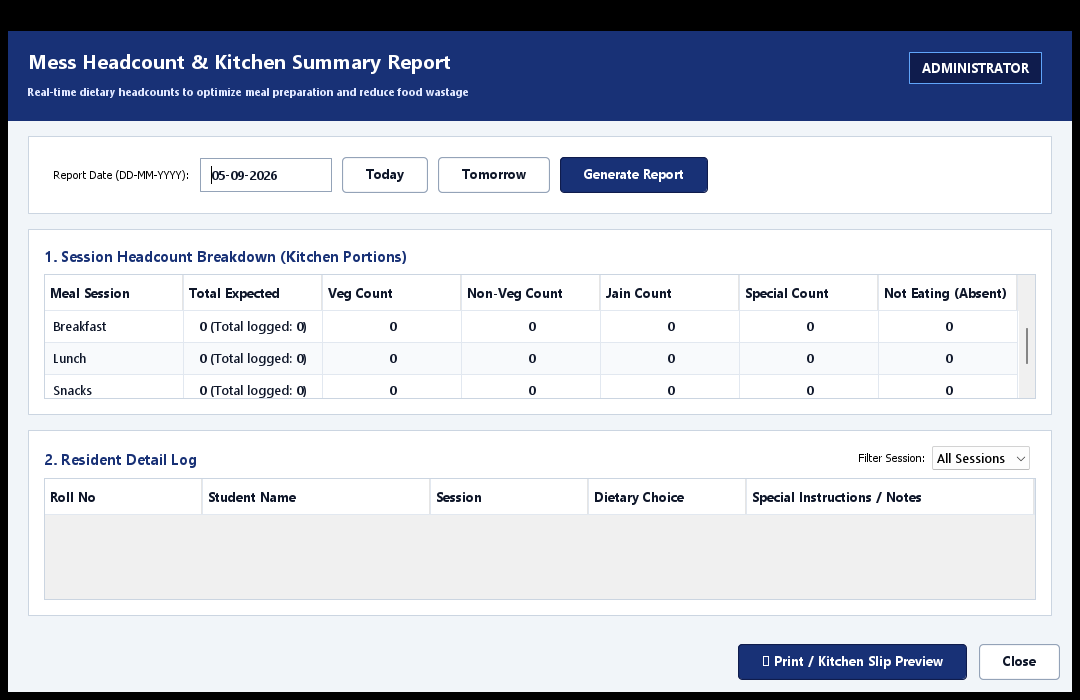 Mess Headcount & Kitchen Summary Report
ADMINISTRATOR
Real-time dietary headcounts to optimize meal preparation and reduce food wastage
Report Date (DD-MM-YYYY): 05-09-2026 Today Tomorrow Generate Report
1. Session Headcount Breakdown (Kitchen Portions)
Meal Session Total Expected Veg Count Non-Veg Count Jain Count Special Count Not Eating (Absent)
Breakfast 0 (Total logged: 0) 0 0 0 0 0
Lunch 0 (Total logged: 0) 0 0 0 0 0
Snacks 0 (Total logged: 0) 0 0 0 0 0
2. Resident Detail Log Filter Session: All Sessions
Roll No Student Name Session Dietary Choice Special Instructions / Notes
Print / Kitchen Slip Preview Close